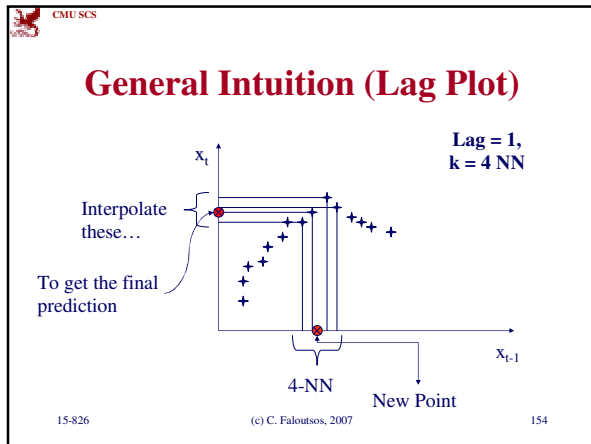 CMU SCS
General Intuition (Lag Plot)
Lag = 1,
k = 4 NN
xt
Interpolate
these…
To get the final
prediction
xt-1
4-NN
New Point
15-826
(c) C. Faloutsos, 2007
154